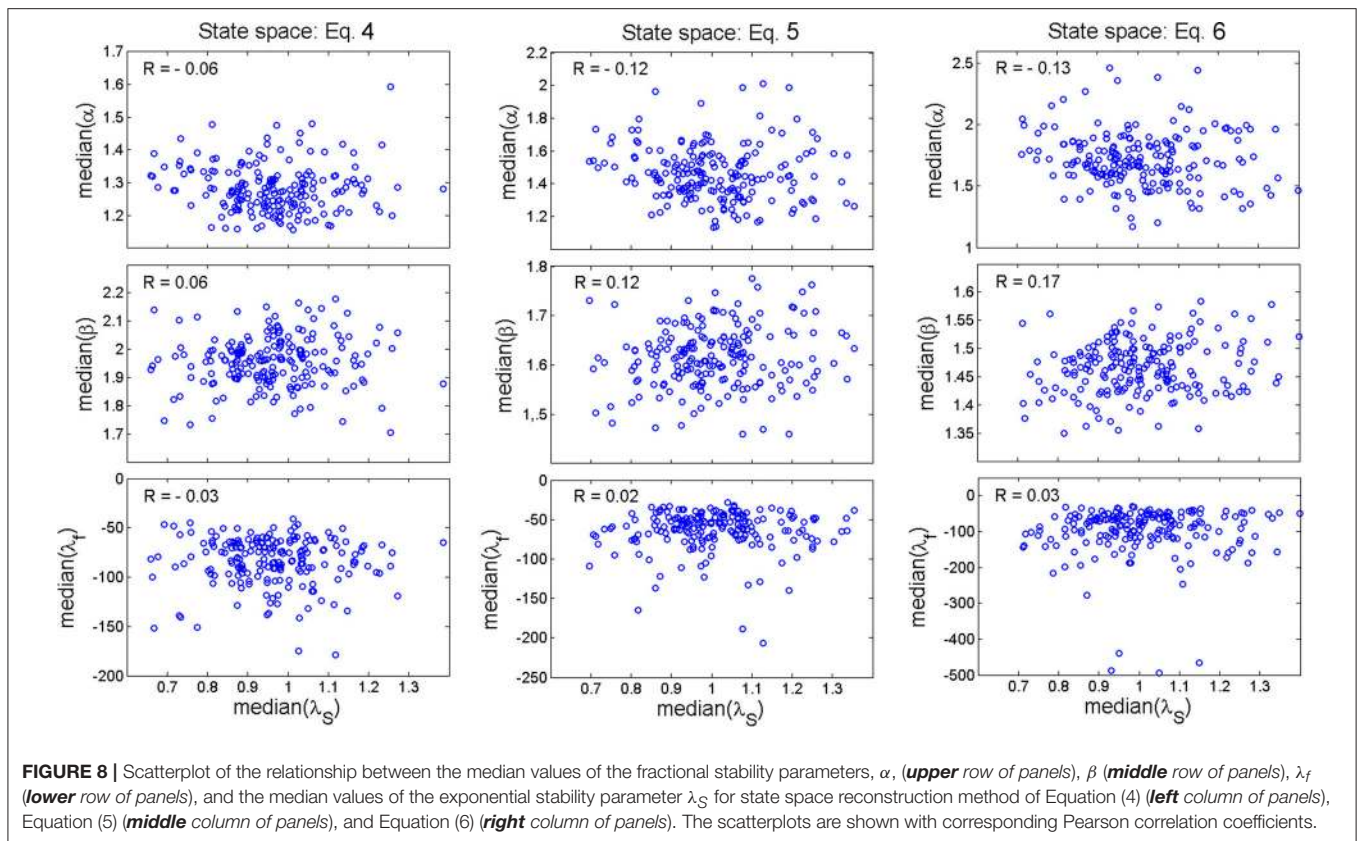 State space: Eq. 4
State space: Eq. 5
State space: Eq. 6
1.7
1.6
1.5
1.4
1.3
1.2
median(α)
R = - 0.06
2.2
2
1.8
1.6
1.4
1.2
1
median(α)
R = - 0.12
2.5
2
1.5
1
median(α)
R = - 0.13
2.2
2.1
2
1.9
1.8
1.7
median(β)
R = 0.06
1.8
1.7
1.6
1,.5
median(β)
R = 0.12
1.6
1.55
1.5
1.45
1.4
1.35
median(β)
R = 0.17
0
-50
-100
-150
-200
median(λf)
R = - 0.03
0.7 0.8 0.9 1 1.1 1.2 1.3
median(λS)
0
-50
-100
-150
-200
-250
median(λf)
R = 0.02
0.7 0.8 0.9 1 1.1 1.2 1.3
median(λS)
0
-100
-200
-300
-400
-500
median(λf)
R = 0.03
0.7 0.8 0.9 1 1.1 1.2 1.3
median(λS)
FIGURE 8 | Scatterplot of the relationship between the median values of the fractional stability parameters, α, (upper row of panels), β (middle row of panels), λf
(lower row of panels), and the median values of the exponential stability parameter λS for state space reconstruction method of Equation (4) (left column of panels),
Equation (5) (middle column of panels), and Equation (6) (right column of panels). The scatterplots are shown with corresponding Pearson correlation coefficients.